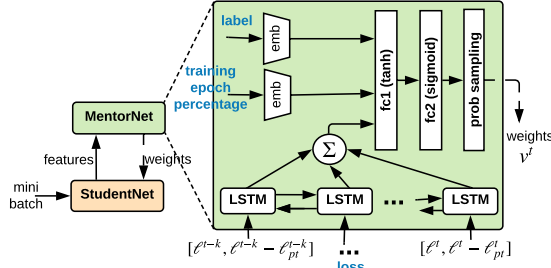 label
emb
training
epoch
percentage
emb
fc1 (tanh)
fc2 (sigmoid)
prob sampling
MentorNet
features
weights
mini
batch
StudentNet
Σ
weights
v^t
LSTM
LSTM
...
LSTM
[ℓ^{t-k}, ℓ^{t-k} − ℓ_{pt}^{t-k}]
...
[ℓ^t, ℓ^t − ℓ_{pt}^t]
loss